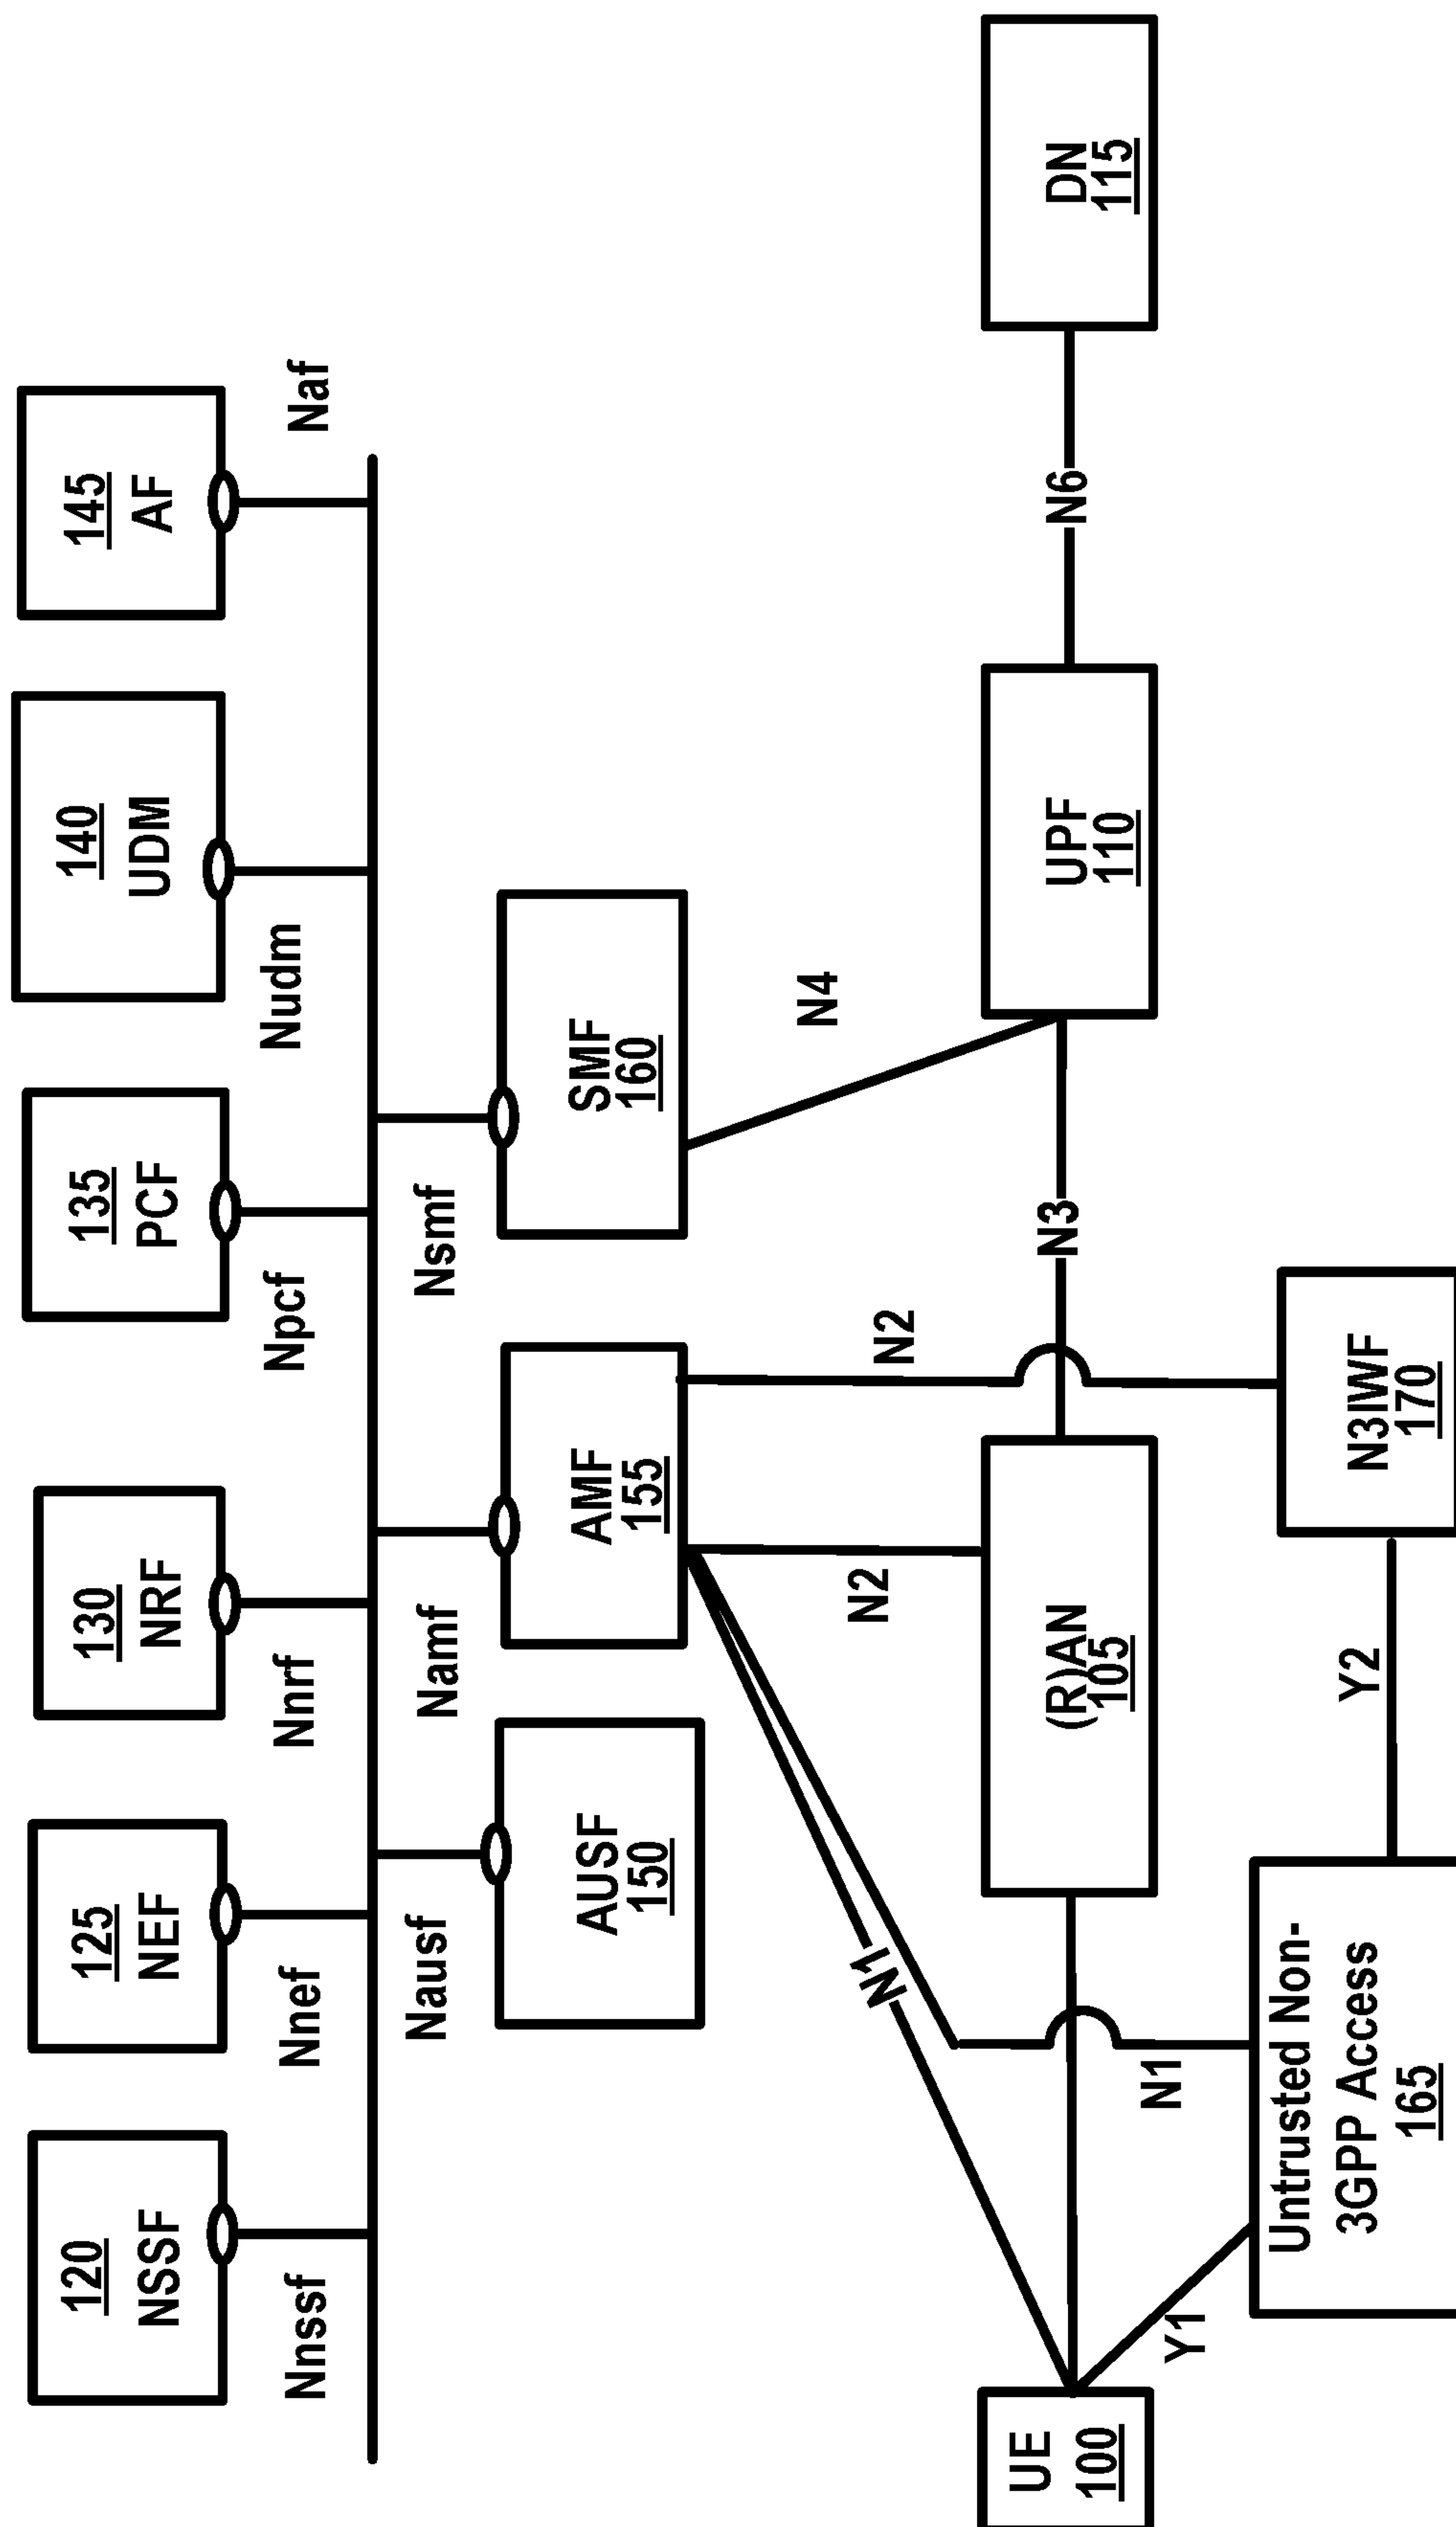 120
NSSF
125
NEF
130
NRF
135
PCF
140
UDM
145
AF
Nnssf
Nnef
Nnrf
Npcf
Nudm
Naf
Nausf
Namf
Nsmf
AUSF
150
AMF
155
SMF
160
N1
N2
N2
N4
UE
100
(R)AN
105
N3
UPF
110
N6
DN
115
N1
Y1
Untrusted Non-
3GPP Access
165
Y2
N3IWF
170